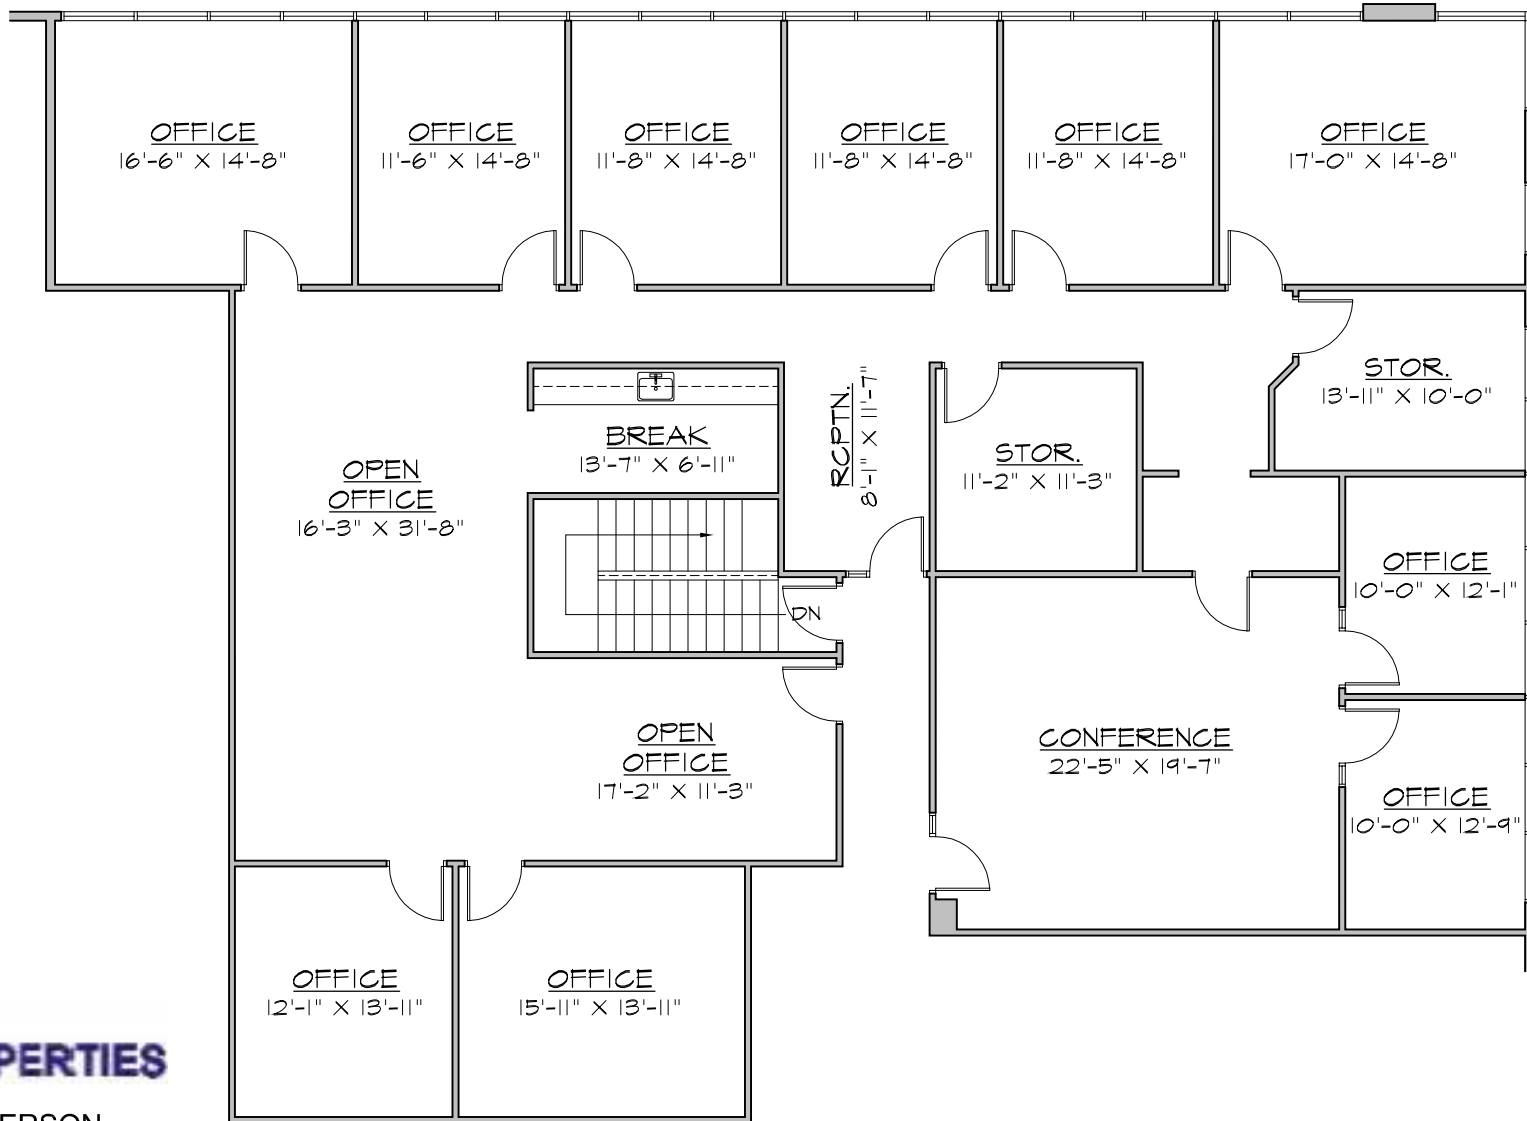 OFFICE
16'-6" X 14'-8"
OFFICE
11'-6" X 14'-8"
OFFICE
11'-8" X 14'-8"
OFFICE
11'-8" X 14'-8"
OFFICE
11'-8" X 14'-8"
OFFICE
17'-0" X 14'-8"
STOR.
13'-11" X 10'-0"
BREAK
13'-7" X 6'-11"
RCPTN.
8'-1" X 11'-7"
STOR.
11'-2" X 11'-3"
OPEN
OFFICE
16'-3" X 31'-8"
DN
OFFICE
10'-0" X 12'-1"
OPEN
OFFICE
17'-2" X 11'-3"
CONFERENCE
22'-5" X 19'-7"
OFFICE
10'-0" X 12'-9"
OFFICE
12'-1" X 13'-11"
OFFICE
15'-11" X 13'-11"
PERTIES